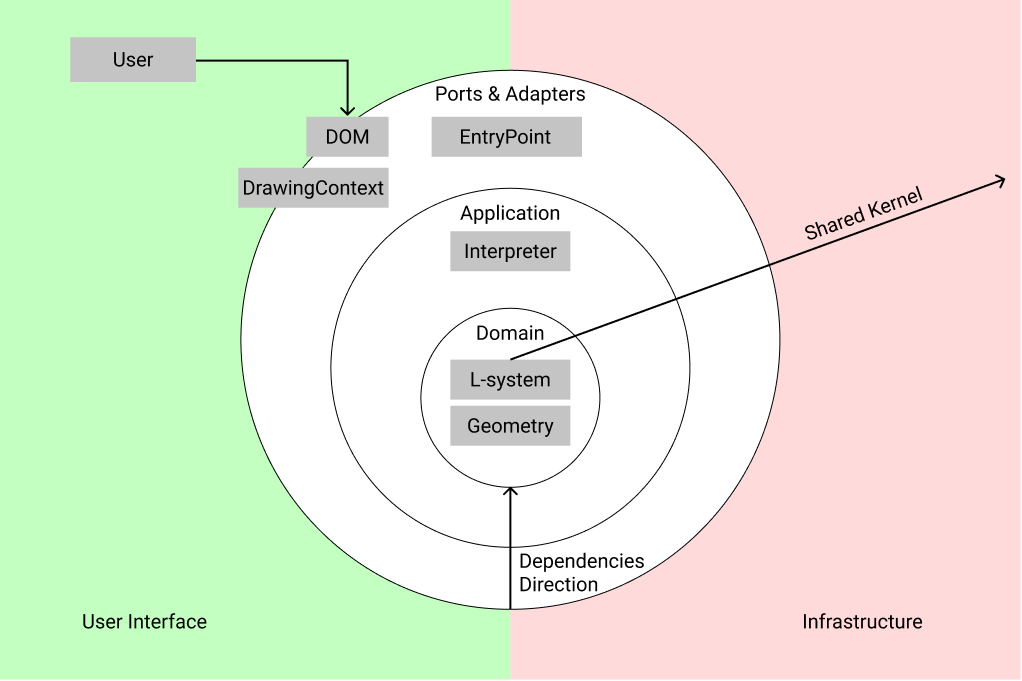 User
Ports & Adapters
DOM
EntryPoint
DrawingContext
Application
Shared Kernel
Interpreter
Domain
L-system
Geometry
Dependencies
Direction
User Interface
Infrastructure